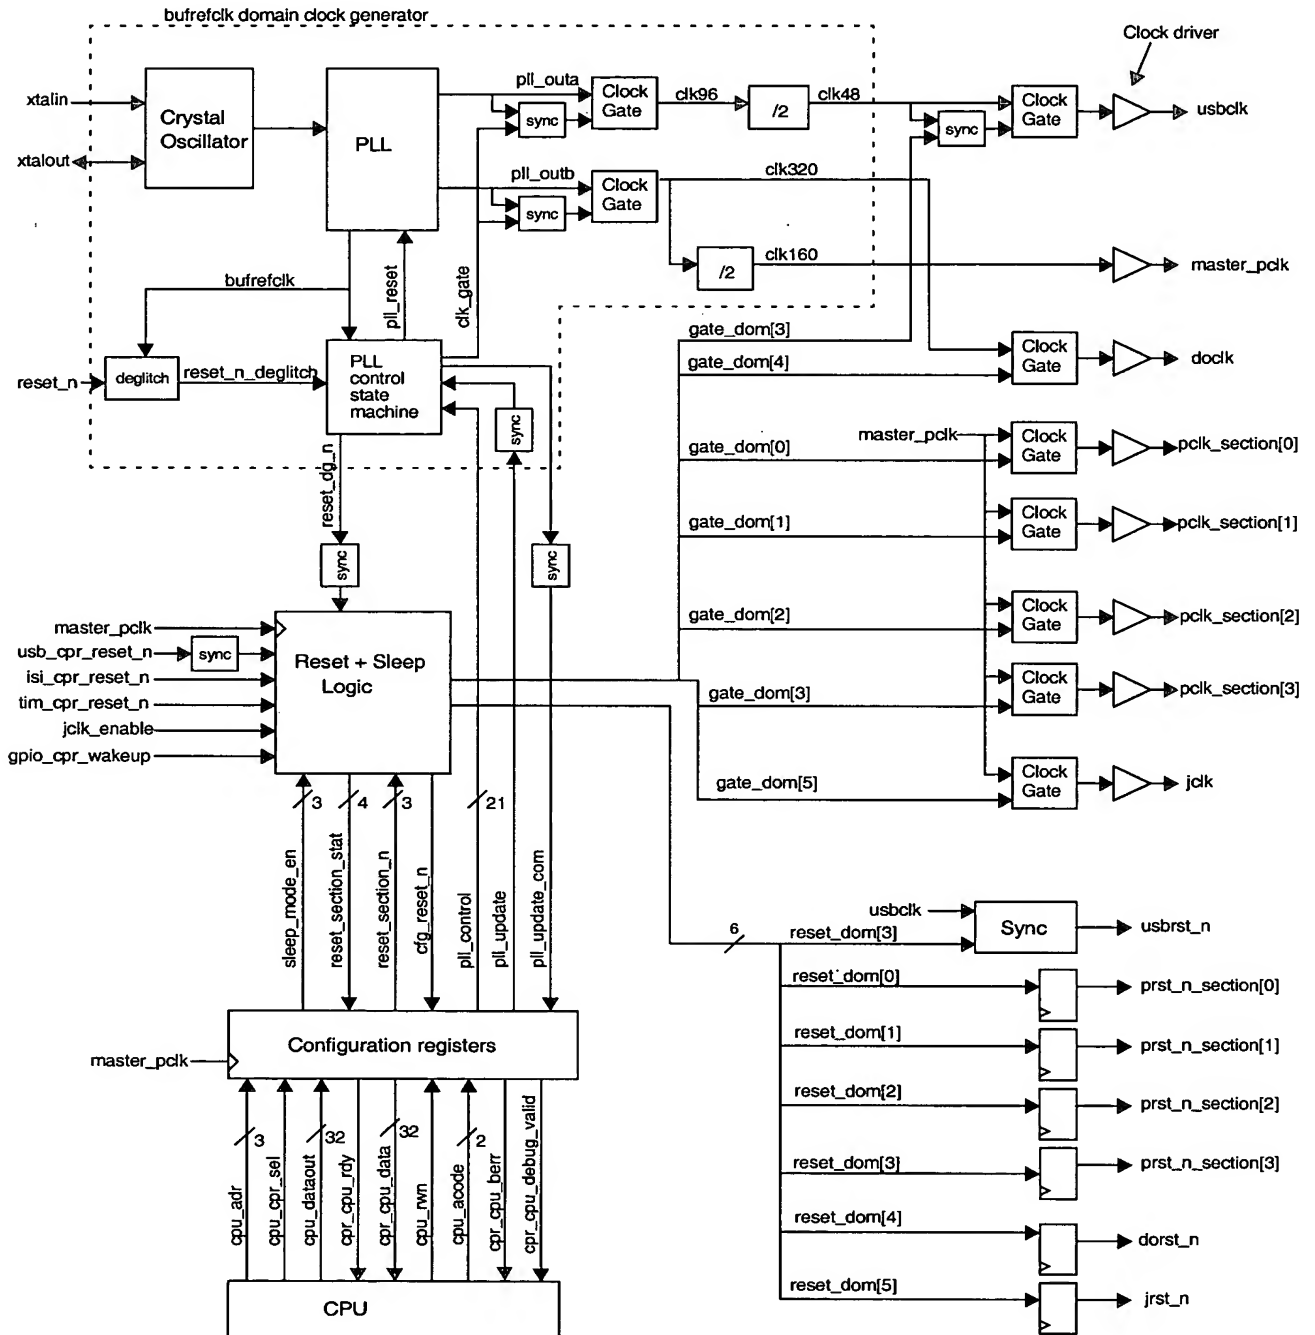 bufrefclk domain clock generator
Clock driver
xtalin
xtalout
Crystal
Oscillator
PLL
pll_outa
sync
Clock
Gate
clk96
/2
clk48
sync
Clock
Gate
usbclk
pll_outb
sync
Clock
Gate
clk320
/2
clk160
master_pclk
bufrefclk
pll_reset
clk_gate
reset_n
deglitch
reset_n_deglitch
PLL
control
state
machine
sync
gate_dom[3]
gate_dom[4]
Clock
Gate
doclk
master_pclk
gate_dom[0]
Clock
Gate
pclk_section[0]
reset_dg_n
sync
sync
gate_dom[1]
Clock
Gate
pclk_section[1]
gate_dom[2]
Clock
Gate
pclk_section[2]
gate_dom[3]
Clock
Gate
pclk_section[3]
gate_dom[5]
Clock
Gate
jclk
master_pclk
usb_cpr_reset_n
sync
isi_cpr_reset_n
tim_cpr_reset_n
jclk_enable
gpio_cpr_wakeup
Reset + Sleep
Logic
3
4
3
21
sleep_mode_en
reset_section_stat
reset_section_n
cfg_reset_n
pll_control
pll_update
pll_update_com
6
usbclk
reset_dom[3]
Sync
usbrst_n
reset_dom[0]
prst_n_section[0]
reset_dom[1]
prst_n_section[1]
reset_dom[2]
prst_n_section[2]
reset_dom[3]
prst_n_section[3]
reset_dom[4]
dorst_n
reset_dom[5]
jrst_n
master_pclk
Configuration registers
3
32
32
2
cpu_adr
cpu_cpr_sel
cpu_dataout
cpr_cpu_rdy
cpr_cpu_data
cpu_rwn
cpu_acode
cpr_cpu_berr
cpr_cpu_debug_valid
CPU